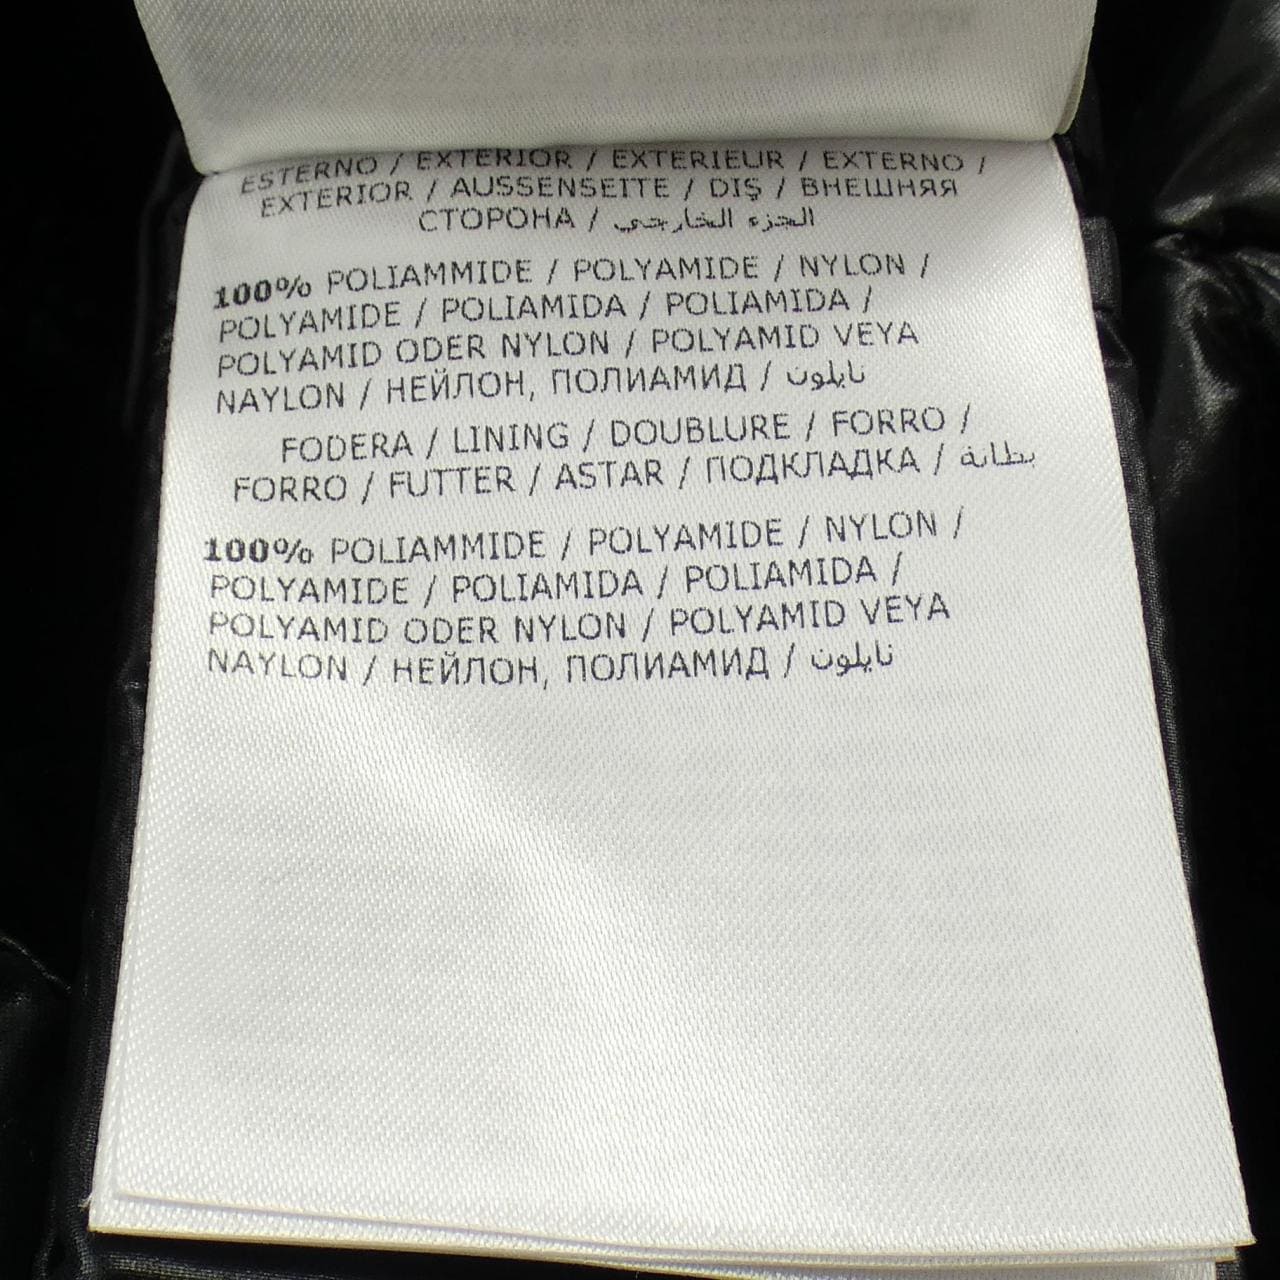 ESTERNO / EXTERIOR / EXTERIEUR / EXTERNO /
EXTERIOR / AUSSENSEITE / DIŞ / ВНЕШНЯЯ
СТОРОНА / الجزء الخارجي
100% POLIAMMIDE / POLYAMIDE / NYLON /
POLYAMIDE / POLIAMIDA / POLIAMIDA /
POLYAMID ODER NYLON / POLYAMID VEYA
NAYLON / НЕЙЛОН, ПОЛИАМИД / نايلون
FODERA / LINING / DOUBLURE / FORRO /
FORRO / FUTTER / ASTAR / ПОДКЛАДКА / بطانة
100% POLIAMMIDE / POLYAMIDE / NYLON /
POLYAMIDE / POLIAMIDA / POLIAMIDA /
POLYAMID ODER NYLON / POLYAMID VEYA
NAYLON / НЕЙЛОН, ПОЛИАМИД / نايلون